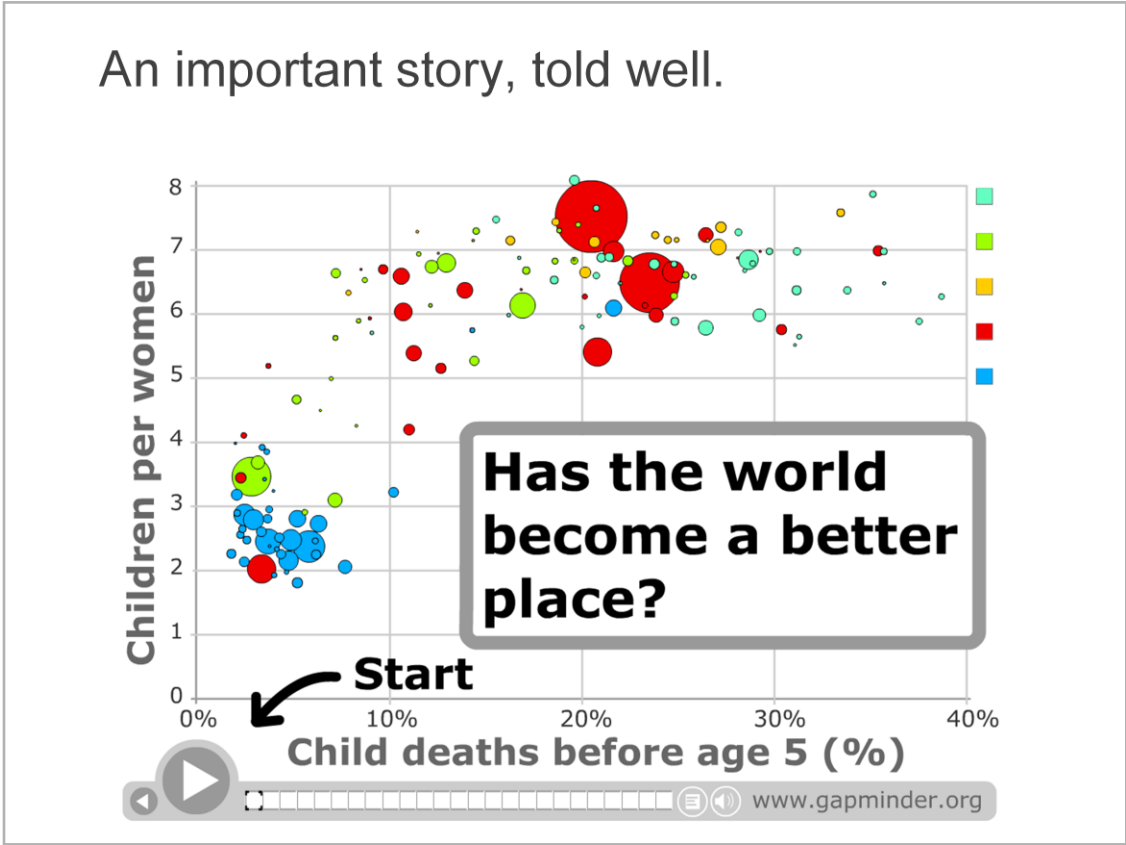 An important story, told well.
8
7
6
5
4
3
2
1
0
Children per women
Has the world
become a better
place?
Start
0%
10%
20%
30%
40%
Child deaths before age 5 (%)
www.gapminder.org